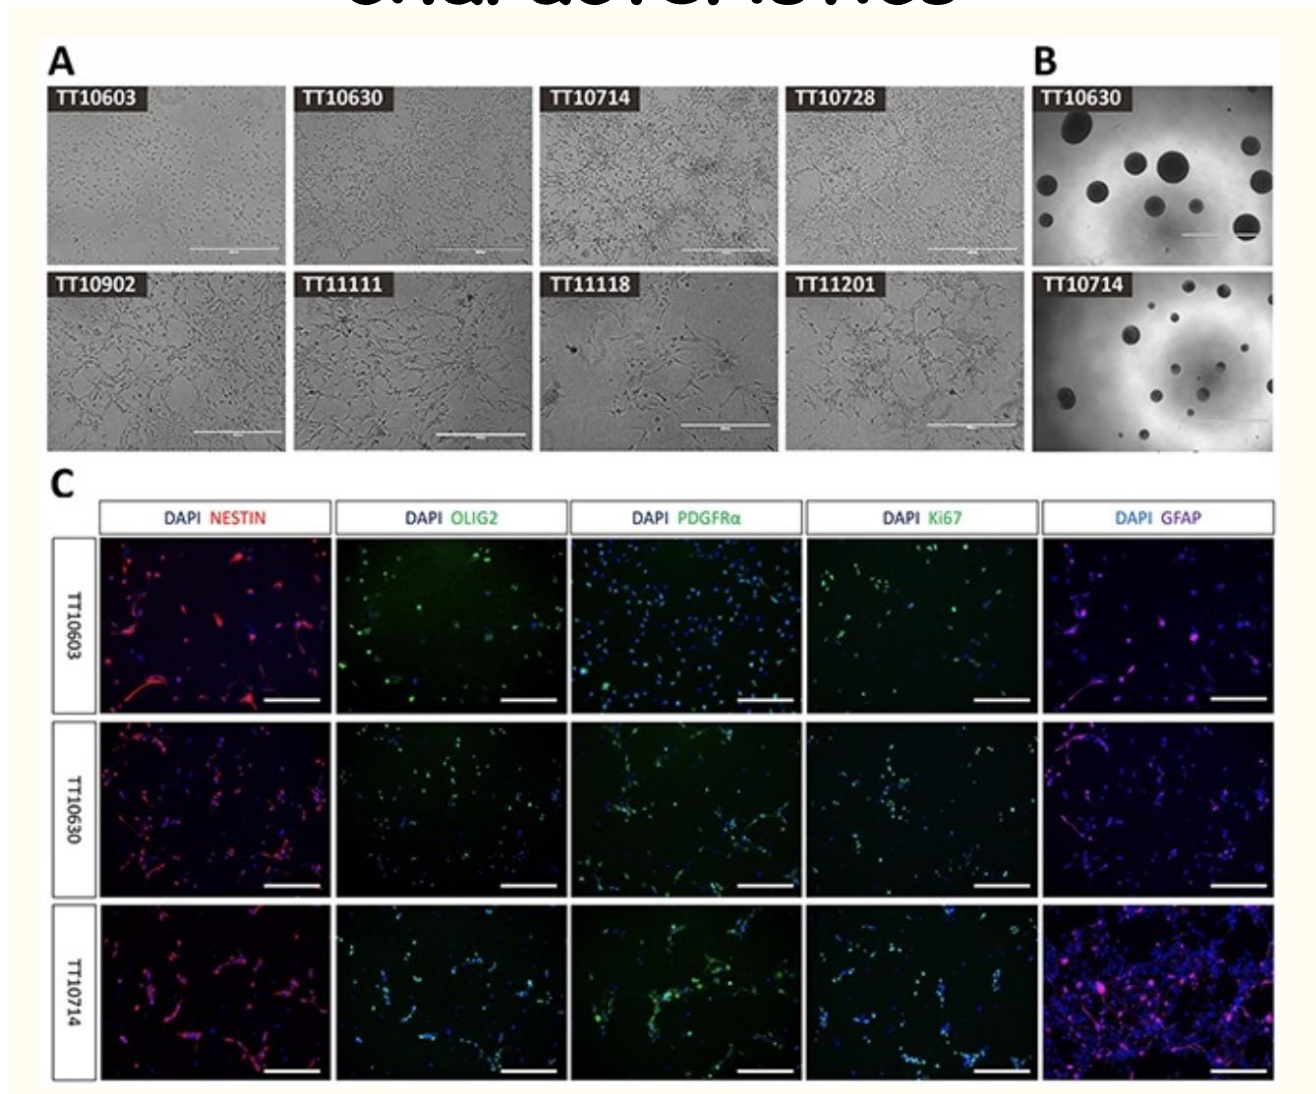 characteristics
A
B
TT10603 TT10630 TT10714 TT10728 TT10630
TT10902 TT11111 TT11118 TT11201 TT10714
C
DAPI NESTIN DAPI OLIG2 DAPI PDGFRα DAPI Ki67 DAPI GFAP
TT10603
TT10630
TT10714